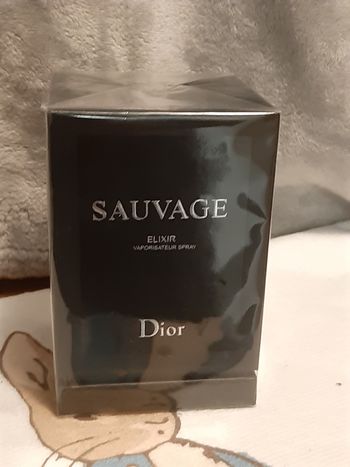 SAUVAGE
ELIXIR
VAPORISATEUR SPRAY
Dior